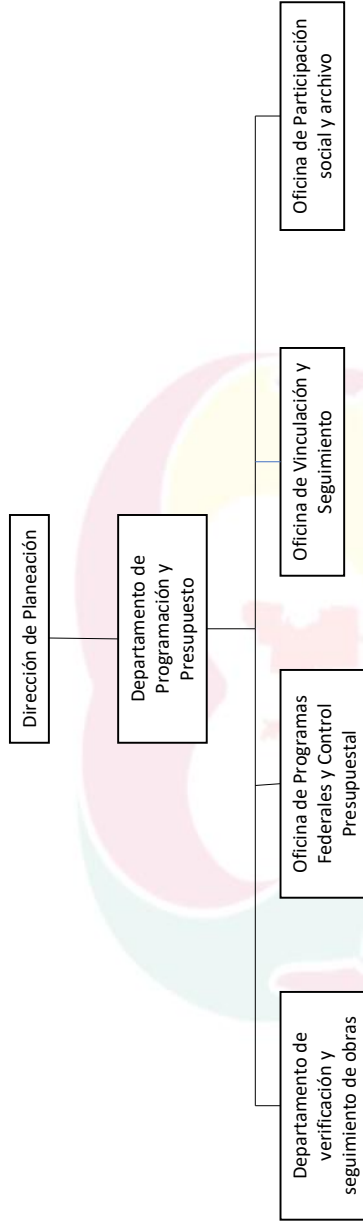 Dirección de Planeación
Departamento de
Programación y
Presupuesto
Departamento de
verificación y
seguimiento de obras
Oficina de Programas
Federales y Control
Presupuestal
Oficina de Vinculación y
Seguimiento
Oficina de Participación
social y archivo